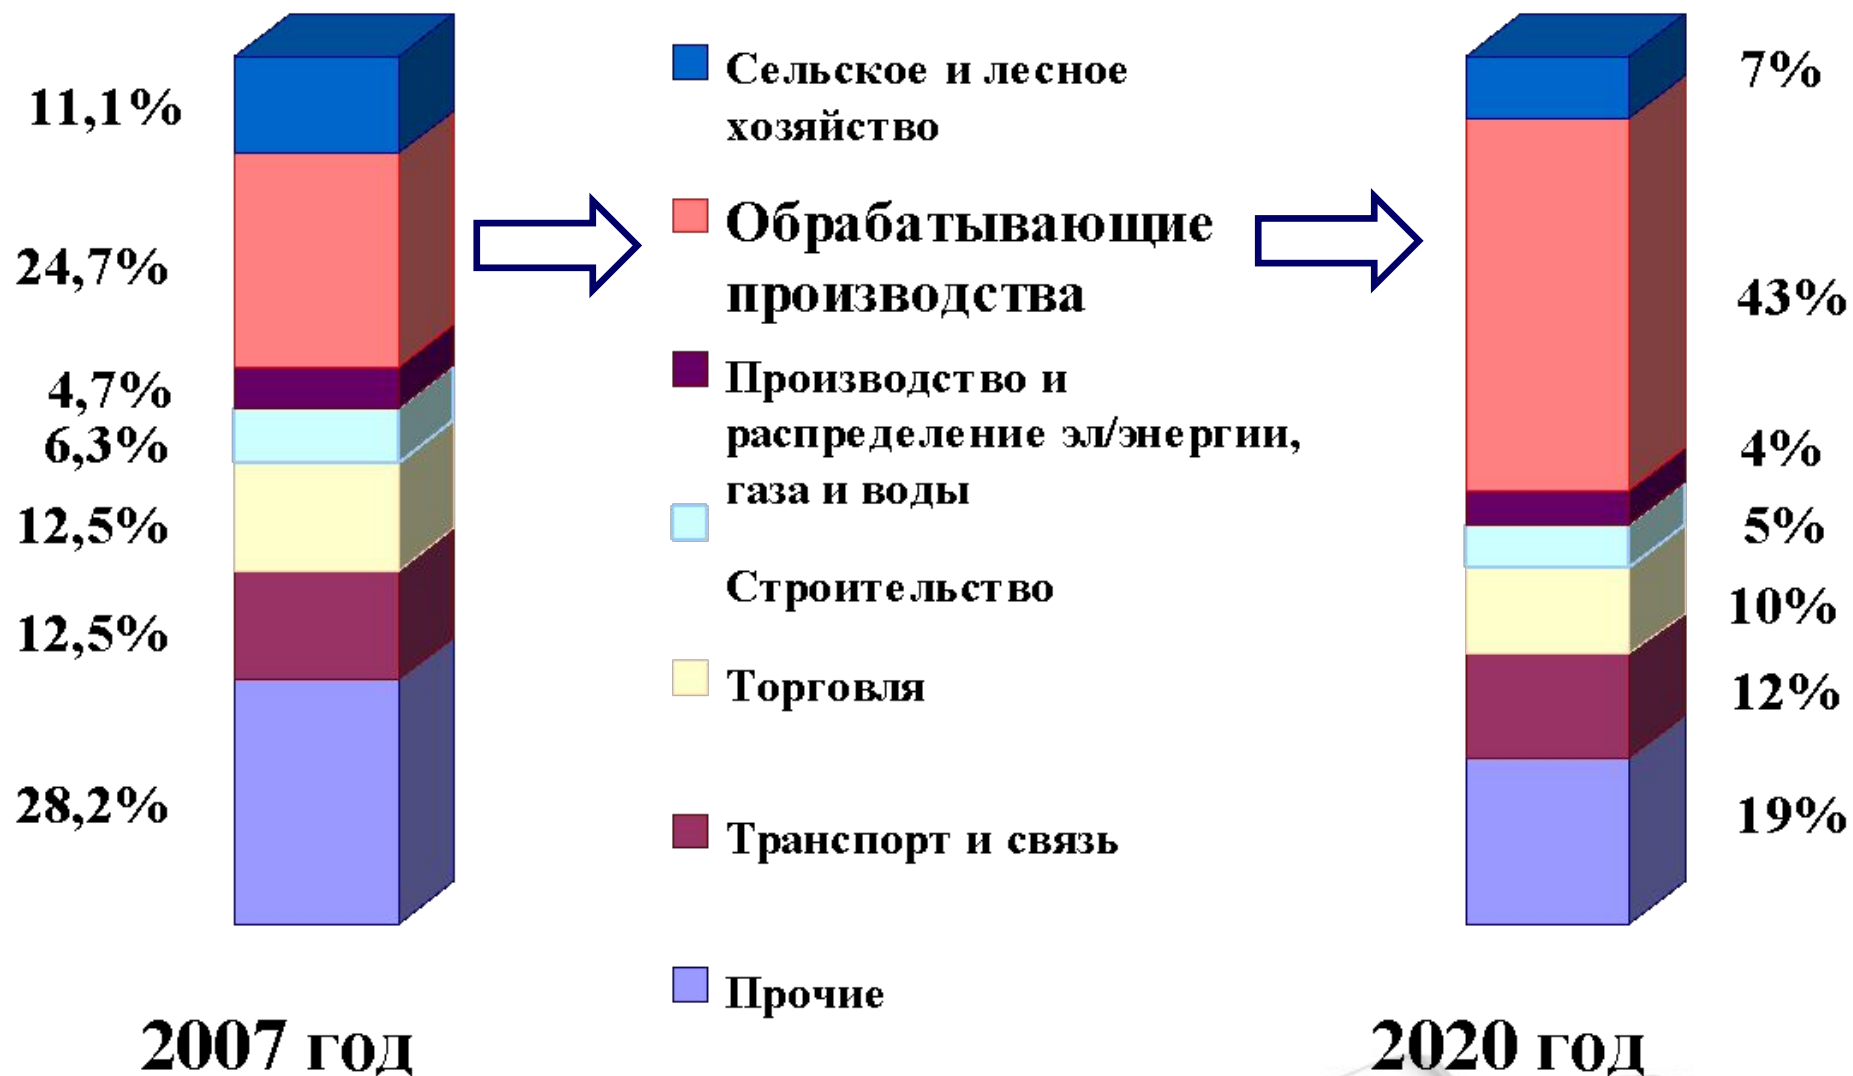 11,1%
24,7%
4,7%
6,3%
12,5%
12,5%
28,2%
2007 год
Сельское и лесное
хозяйство
Обрабатывающие
производства
Производство и
распределение эл/энергии,
газа и воды
Строительство
Торговля
Транспорт и связь
Прочие
7%
43%
4%
5%
10%
12%
19%
2020 год